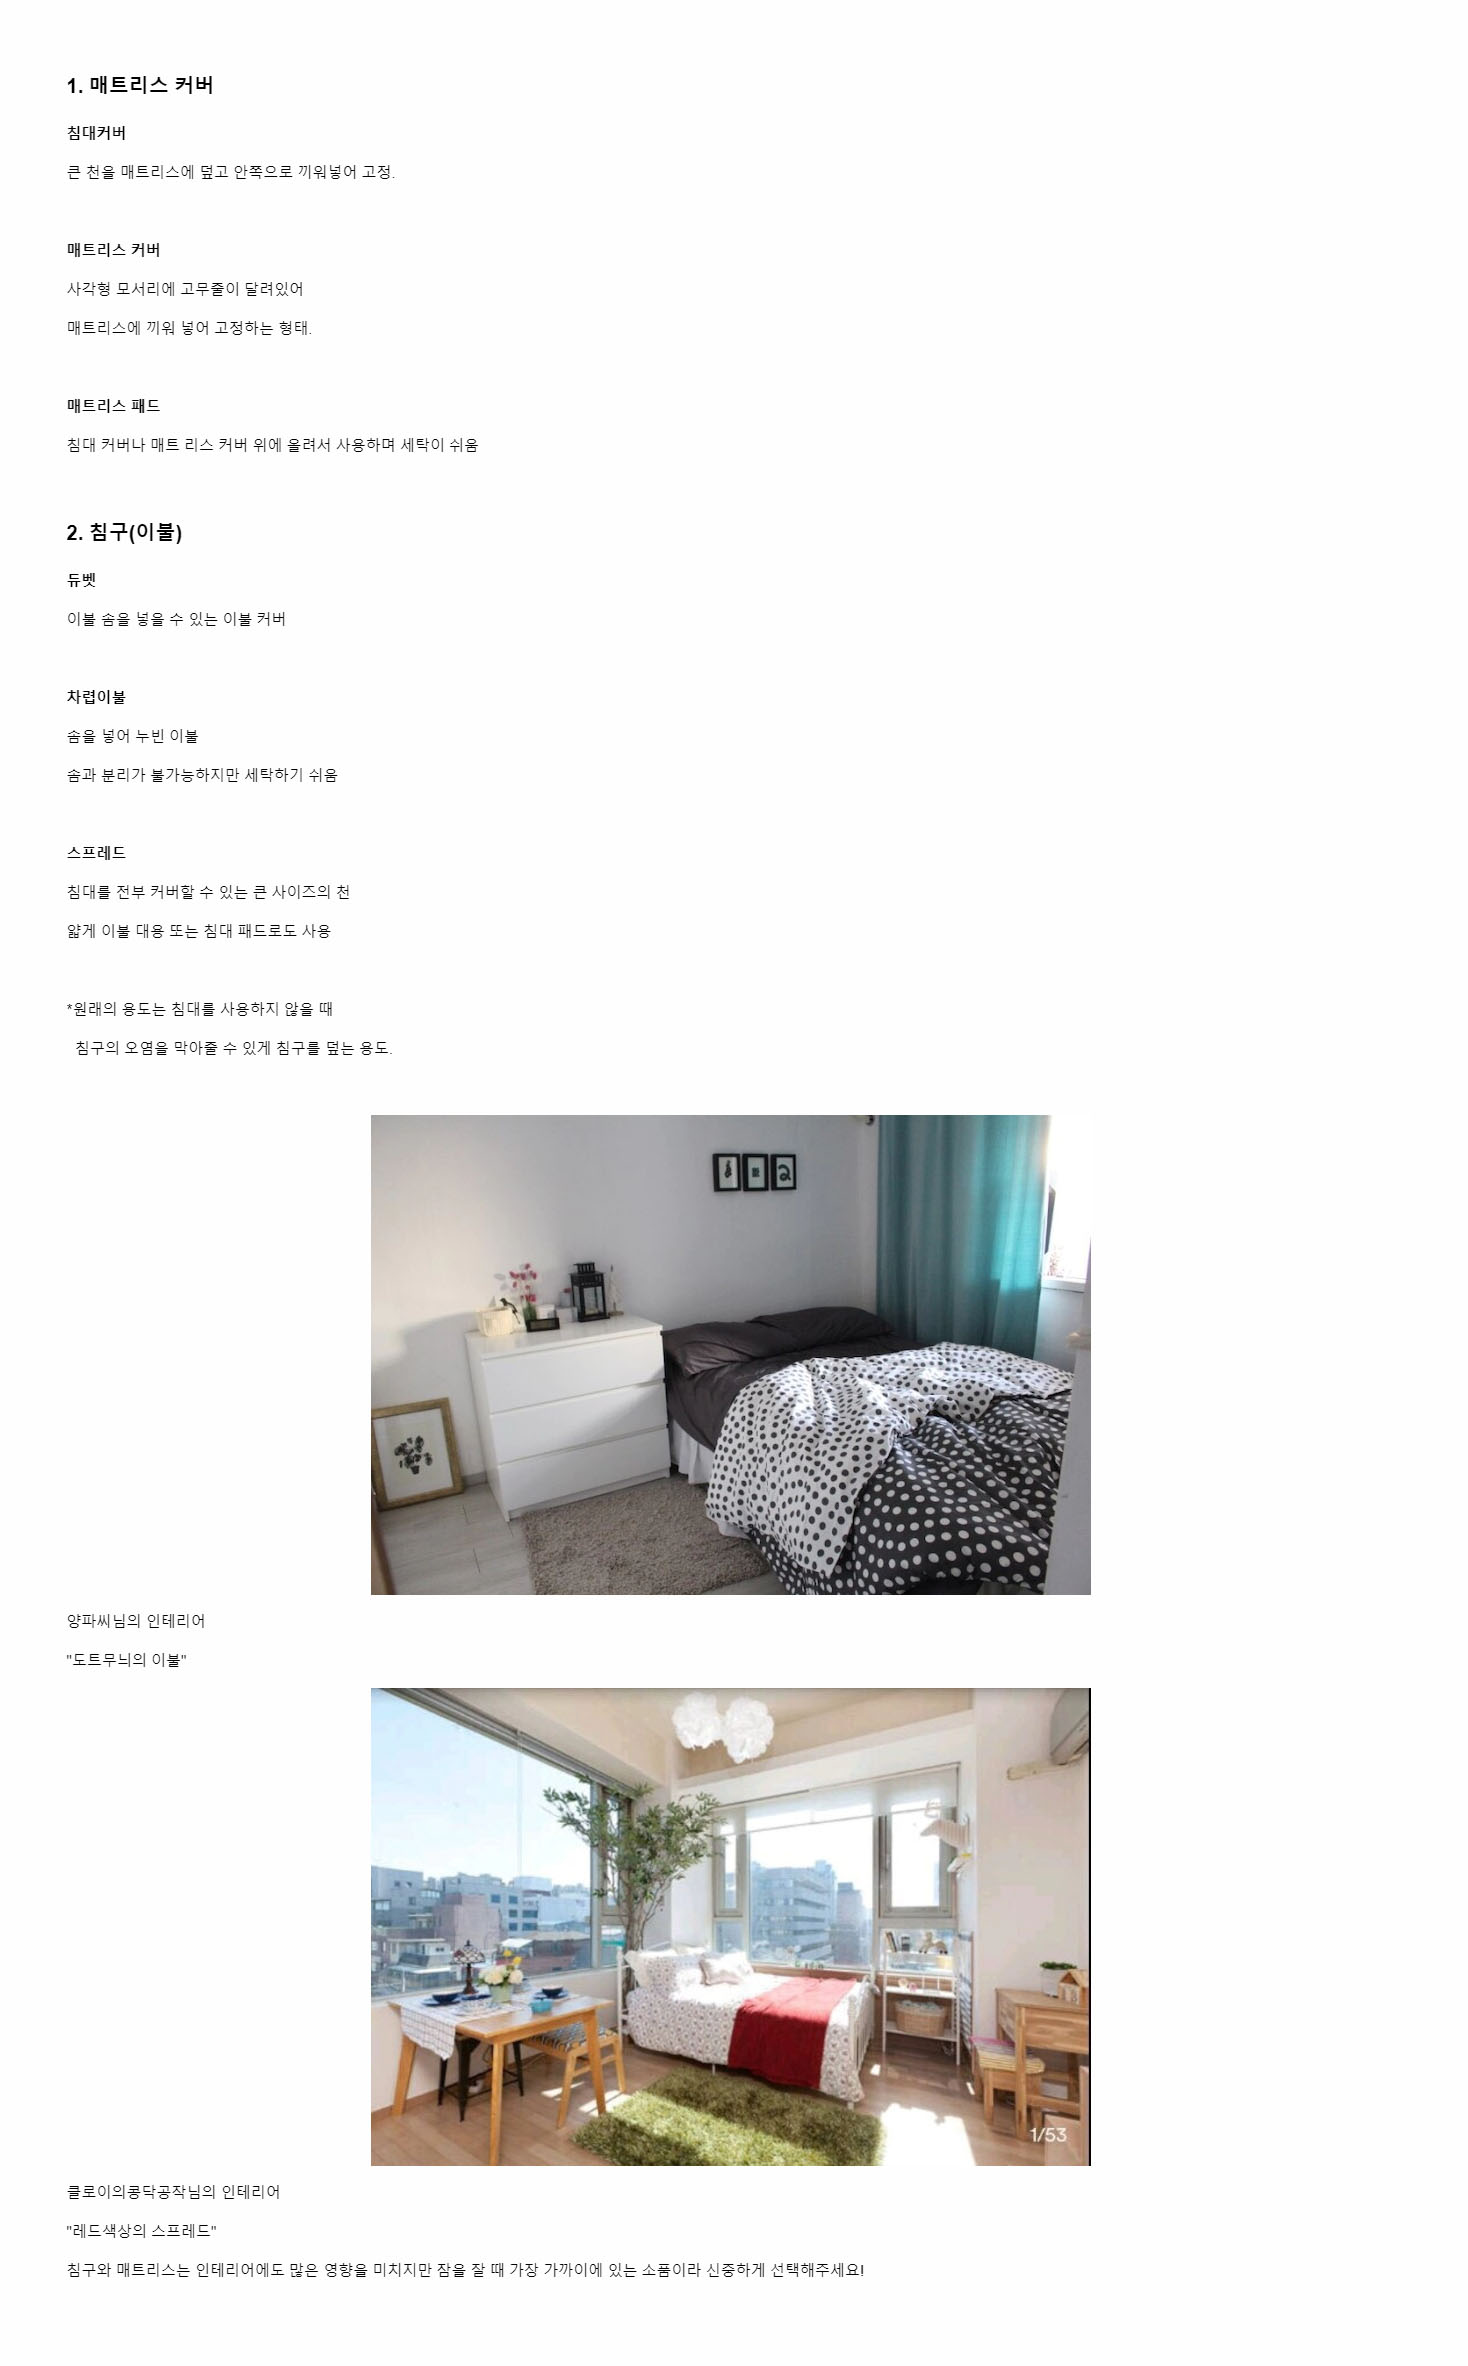 1. 매트리스 커버
침대커버
큰 천을 매트리스에 덮고 안쪽으로 끼워넣어 고정.
매트리스 커버
사각형 모서리에 고무줄이 달려있어
매트리스에 끼워 넣어 고정하는 형태.
매트리스 패드
침대 커버나 매트 리스 커버 위에 올려서 사용하며 세탁이 쉬움
2. 침구(이불)
듀벳
이불 솜을 넣을 수 있는 이불 커버
차렵이불
솜을 넣어 누빈 이불
솜과 분리가 불가능하지만 세탁하기 쉬움
스프레드
침대를 전부 커버할 수 있는 큰 사이즈의 천
얇게 이불 대용 또는 침대 패드로도 사용
*원래의 용도는 침대를 사용하지 않을 때
침구의 오염을 막아줄 수 있게 침구를 덮는 용도.
양파씨님의 인테리어
"도트무늬의 이불"
1/53
클로이의콩닥공작님의 인테리어
"레드색상의 스프레드"
침구와 매트리스는 인테리어에도 많은 영향을 미치지만 잠을 잘 때 가장 가까이에 있는 소품이라 신중하게 선택해주세요!